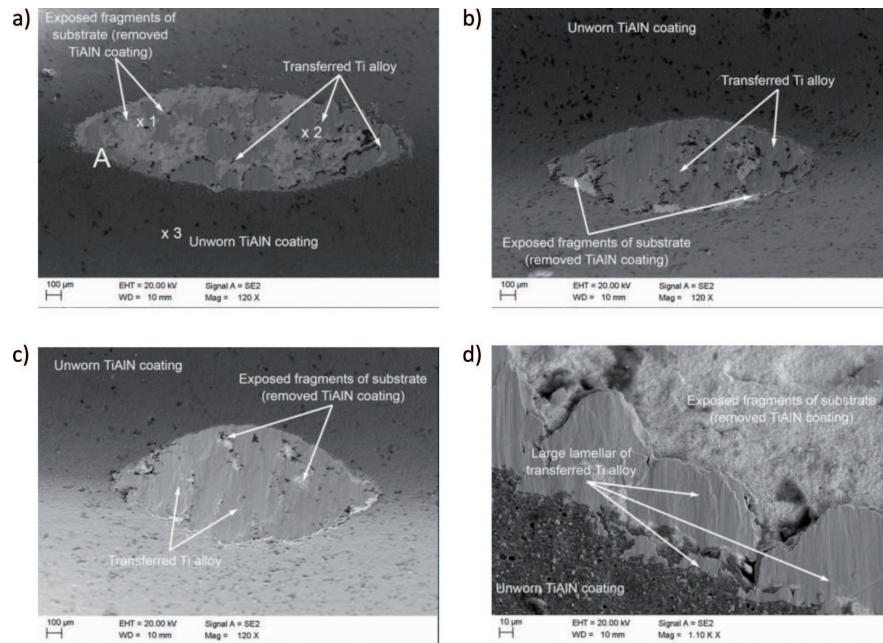 a)
Exposed fragments of
substrate (removed
TiAlN coating)
Transferred Ti alloy
x 1
x 2
A
x 3
Unworn TiAlN coating
100 µm
EHT = 20.00 kV
Signal A = SE2
WD = 10 mm
Mag = 120 X
b)
Unworn TiAlN coating
Transferred Ti alloy
Exposed fragments of substrate
(removed TiAlN coating)
100 µm
EHT = 20.00 kV
Signal A = SE2
WD = 10 mm
Mag = 120 X
c)
Unworn TiAlN coating
Exposed fragments of substrate
(removed TiAlN coating)
Transferred Ti alloy
100 µm
EHT = 20.00 kV
Signal A = SE2
WD = 10 mm
Mag = 120 X
d)
Exposed fragments of substrate
(removed TiAlN coating)
Large lamellar of
transferred Ti alloy
Unworn TiAlN coating
10 µm
EHT = 20.00 kV
Signal A = SE2
WD = 10 mm
Mag = 1.10 K X